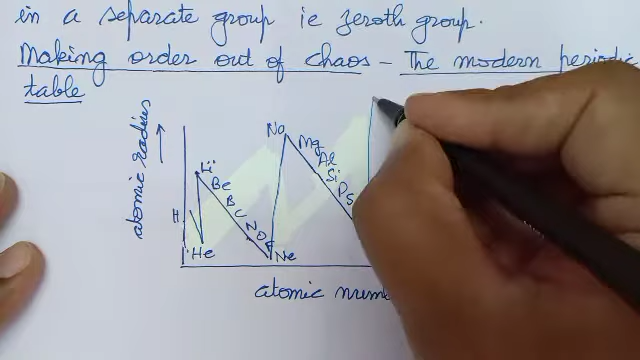 in a separate group ie zeroth group.
Making order out of chaos - The modern periodic
table
atomic radius
Na
Mg
Al
Si
P
S
Li
Be
B
C
N
O
F
H
He
Ne
atomic num